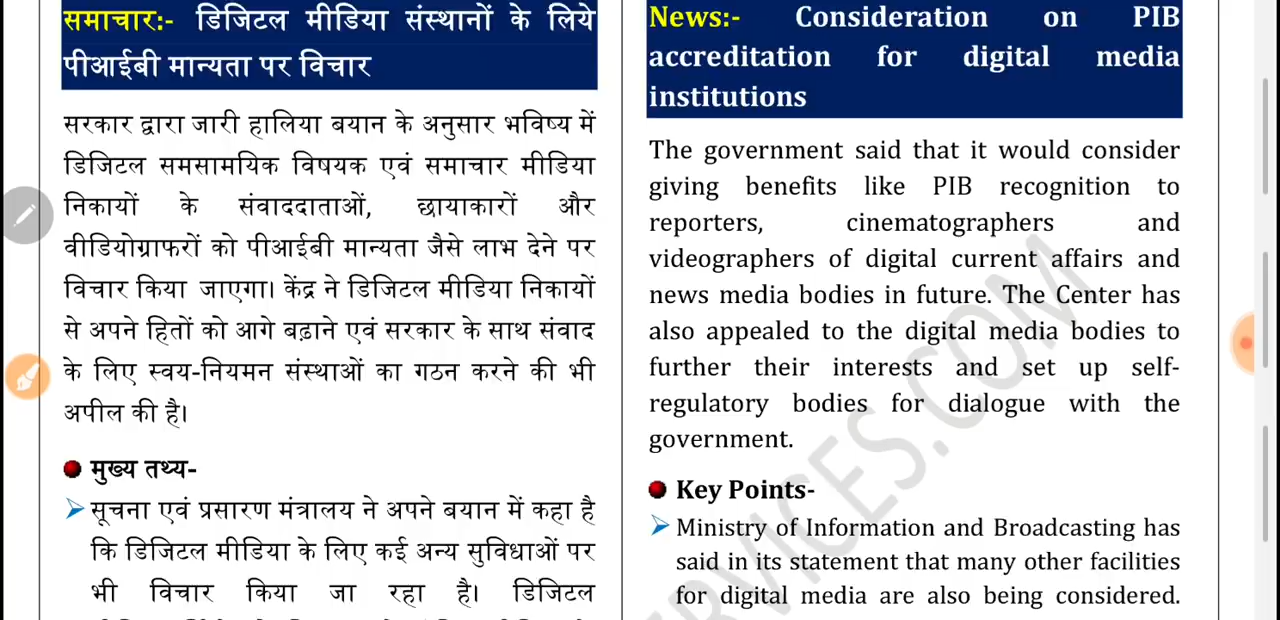 समाचार:- डिजिटल मीडिया संस्थानों के लिये
पीआईबी मान्यता पर विचार
सरकार द्वारा जारी हालिया बयान के अनुसार भविष्य में
डिजिटल समसामयिक विषयक एवं समाचार मीडिया
निकायों के संवाददाताओं, छायाकारों और
वीडियोग्राफरों को पीआईबी मान्यता जैसे लाभ देने पर
विचार किया जाएगा। केंद्र ने डिजिटल मीडिया निकायों
से अपने हितों को आगे बढ़ाने एवं सरकार के साथ संवाद
के लिए स्वय-नियमन संस्थाओं का गठन करने की भी
अपील की है।
मुख्य तथ्य-
सूचना एवं प्रसारण मंत्रालय ने अपने बयान में कहा है
कि डिजिटल मीडिया के लिए कई अन्य सुविधाओं पर
भी विचार किया जा रहा है। डिजिटल
News:- Consideration on PIB
accreditation for digital media
institutions
The government said that it would consider
giving benefits like PIB recognition to
reporters, cinematographers and
videographers of digital current affairs and
news media bodies in future. The Center has
also appealed to the digital media bodies to
further their interests and set up self-
regulatory bodies for dialogue with the
government.
Key Points-
Ministry of Information and Broadcasting has
said in its statement that many other facilities
for digital media are also being considered.
SERVICES.COM